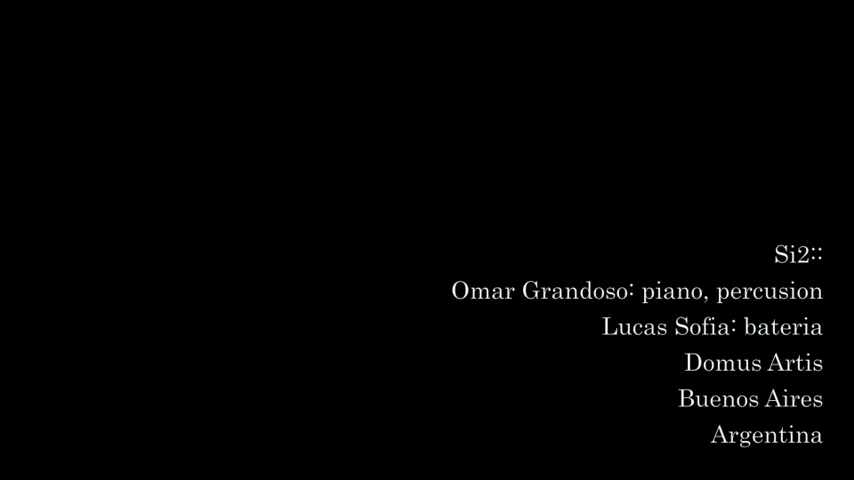 Si2::
Omar Grandoso: piano, percusion
Lucas Sofia: bateria
Domus Artis
Buenos Aires
Argentina